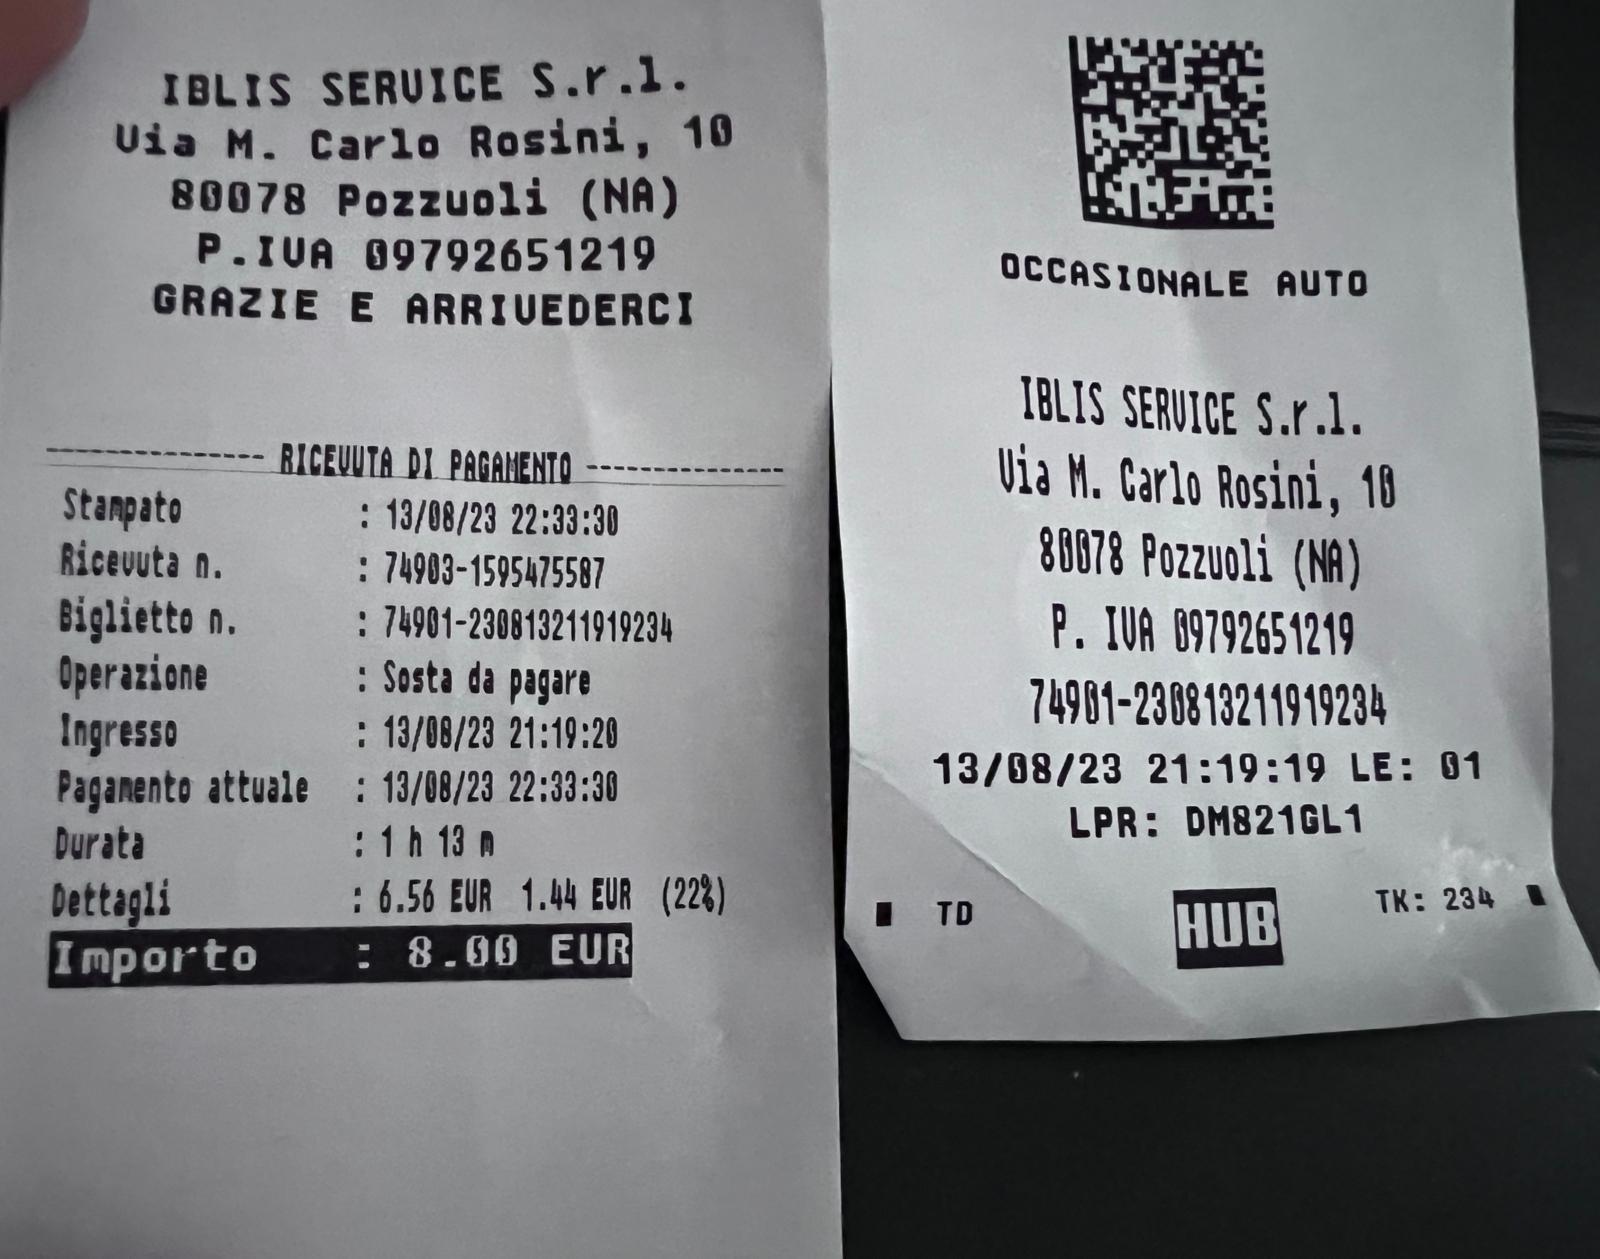 IBLIS SERVICE S.r.l.
Via M. Carlo Rosini, 10
80078 Pozzuoli (NA)
P.IVA 09792651219
GRAZIE E ARRIVEDERCI
--------------- RICEVUTA DI PAGAMENTO ---------------
Stampato : 13/08/23 22:33:30
Ricevuta n. : 74903-1595475587
Biglietto n. : 74901-230813211919234
Operazione : Sosta da pagare
Ingresso : 13/08/23 21:19:20
Pagamento attuale : 13/08/23 22:33:30
Durata : 1 h 13 m
Dettagli : 6.56 EUR 1.44 EUR (22%)
Importo : 8.00 EUR
OCCASIONALE AUTO
IBLIS SERVICE S.r.l.
Via M. Carlo Rosini, 10
80078 Pozzuoli (NA)
P. IVA 09792651219
74901-230813211919234
13/08/23 21:19:19 LE: 01
LPR: DM821GL1
TD HUB TK: 234